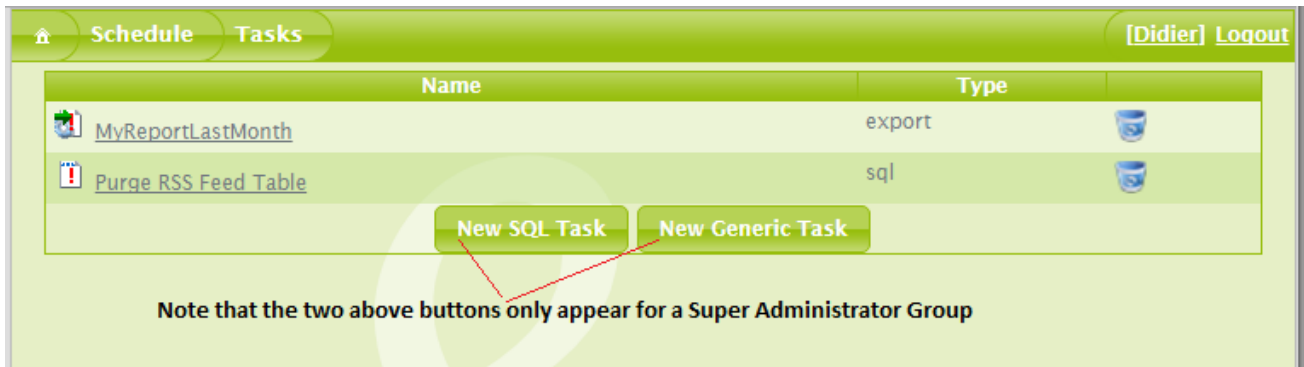 Schedule Tasks [Didier] Logout
Name Type
MyReportLastMonth export
Purge RSS Feed Table sql
New SQL Task New Generic Task
Note that the two above buttons only appear for a Super Administrator Group